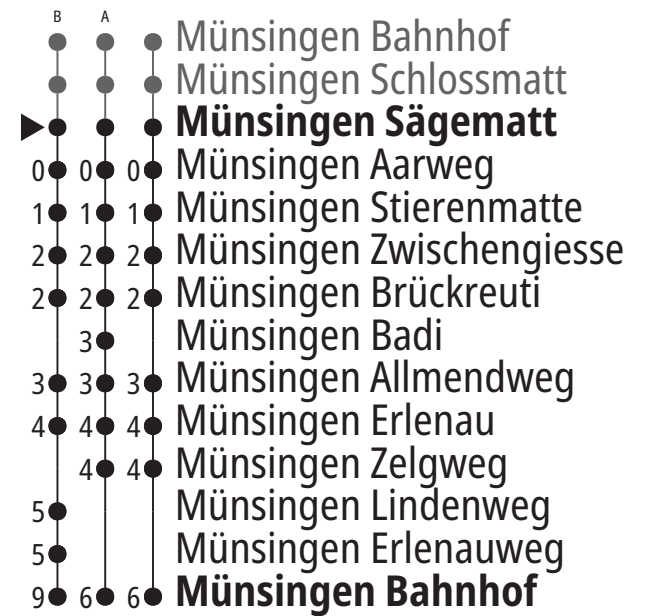 B A
Münsingen Bahnhof
Münsingen Schlossmatt
Münsingen Sägematt
0 0 0 Münsingen Aarweg
1 1 1 Münsingen Stierenmatte
2 2 2 Münsingen Zwischengiesse
2 2 2 Münsingen Brückreuti
3 Münsingen Badi
3 3 3 Münsingen Allmendweg
4 4 4 Münsingen Erlenau
4 4 Münsingen Zelgweg
5 Münsingen Lindenweg
5 Münsingen Erlenauweg
9 6 6 Münsingen Bahnhof